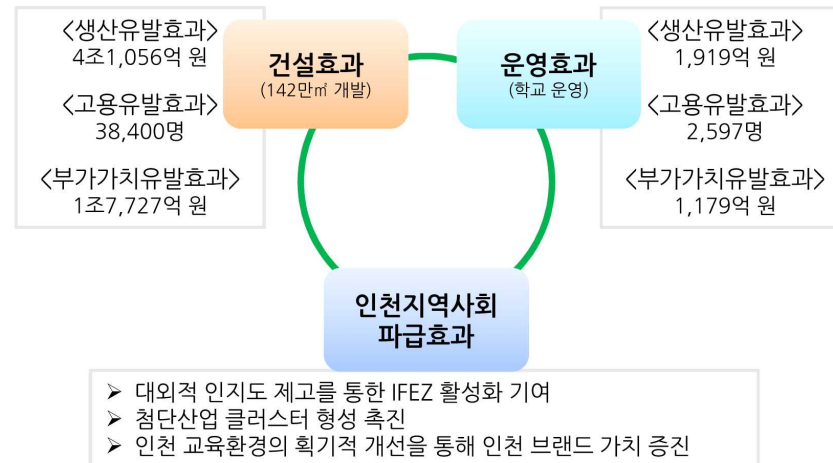 <생산유발효과>
4조1,056억 원
<고용유발효과>
38,400명
<부가가치유발효과>
1조7,727억 원
건설효과
(142만㎡ 개발)
운영효과
(학교 운영)
<생산유발효과>
1,919억 원
<고용유발효과>
2,597명
<부가가치유발효과>
1,179억 원
인천지역사회
파급효과
➢ 대외적 인지도 제고를 통한 IFEZ 활성화 기여
➢ 첨단산업 클러스터 형성 촉진
➢ 인천 교육환경의 획기적 개선을 통해 인천 브랜드 가치 증진